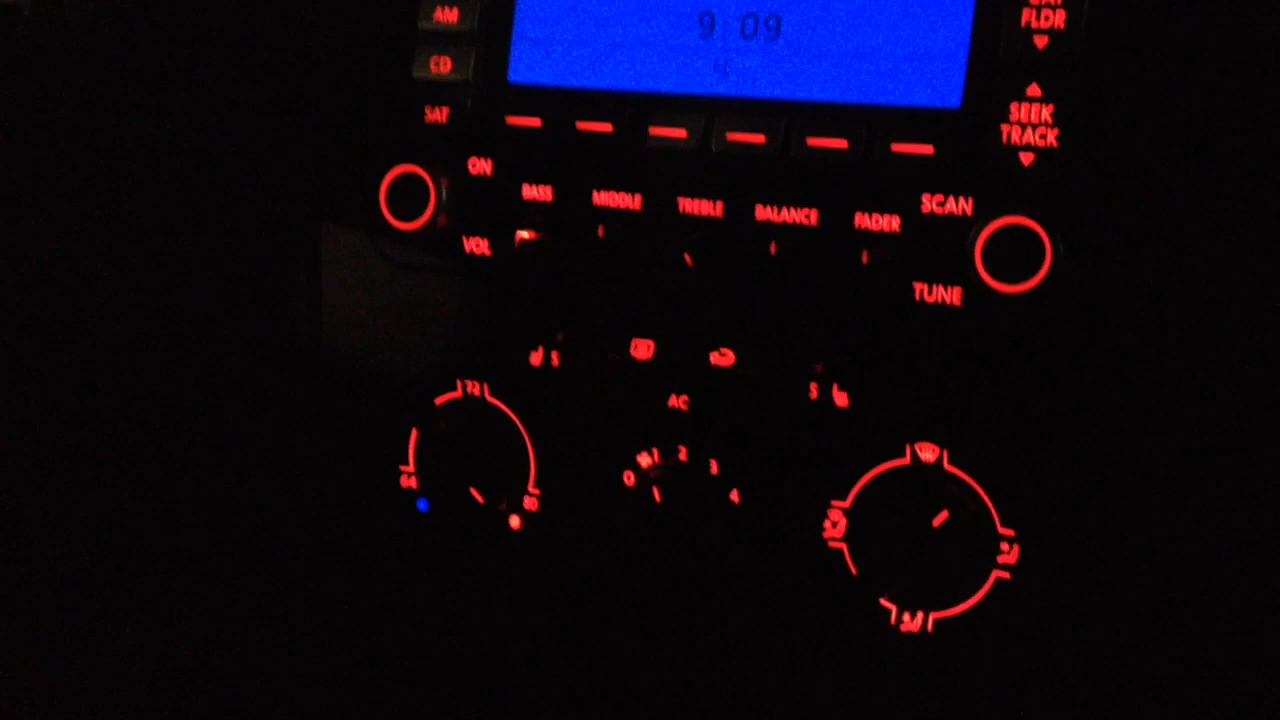 AM
FLDR
9 09
CD
SAT
SEEK
TRACK
ON
BASS MIDDLE TREBLE BALANCE FADER
SCAN
VOL
TUNE
S
S
72
AC
1 2 3
0 4
64
80